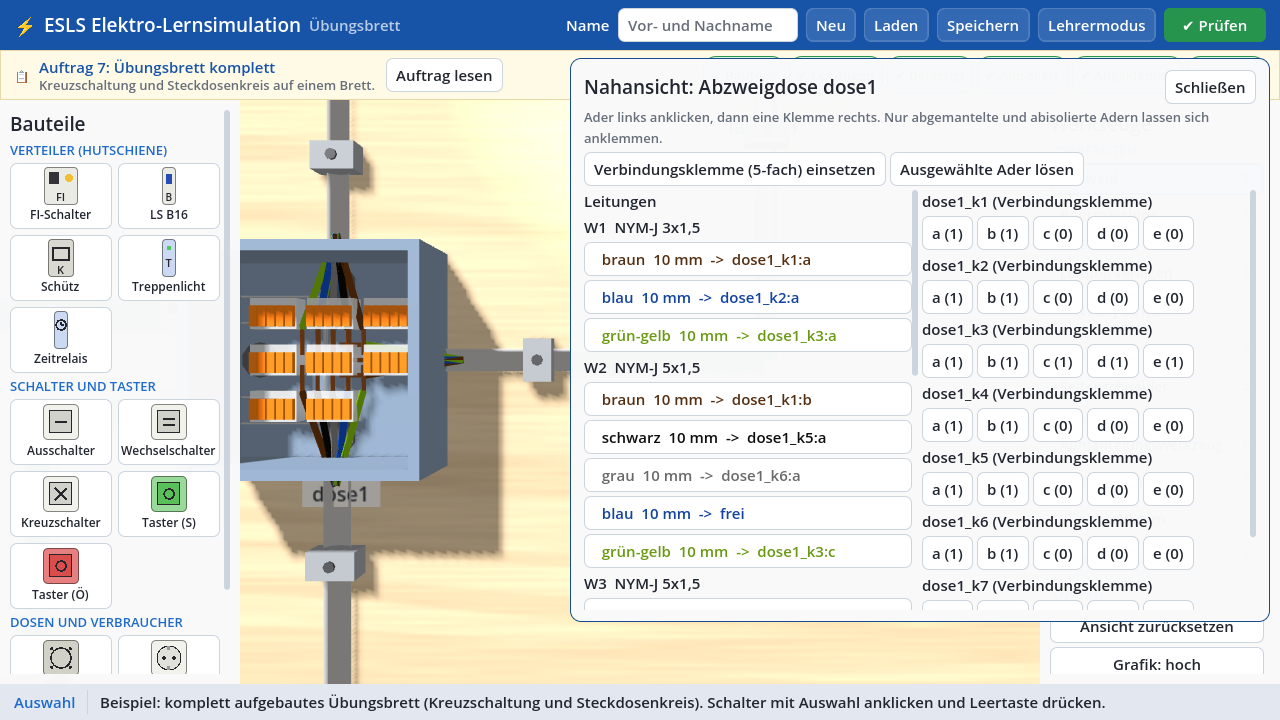 ESLS Elektro-Lernsimulation Übungsbrett Name Vor- und Nachname Neu Laden Speichern Lehrermodus ✔ Prüfen
Auftrag 7: Übungsbrett komplett
Kreuzschaltung und Steckdosenkreis auf einem Brett.
Auftrag lesen
Bauteile
VERTEILER (HUTSCHIENE)
FI
FI-Schalter
B
LS B16
K
Schütz
T
Treppenlicht
Zeitrelais
SCHALTER UND TASTER
Ausschalter
Wechselschalter
Kreuzschalter
Taster (S)
Taster (Ö)
DOSEN UND VERBRAUCHER
dose1
Nahansicht: Abzweigdose dose1
Schließen
Ader links anklicken, dann eine Klemme rechts. Nur abgemantelte und abisolierte Adern lassen sich
anklemmen.
Verbindungsklemme (5-fach) einsetzen
Ausgewählte Ader lösen
Leitungen
W1 NYM-J 3x1,5
braun 10 mm -> dose1_k1:a
blau 10 mm -> dose1_k2:a
grün-gelb 10 mm -> dose1_k3:a
W2 NYM-J 5x1,5
braun 10 mm -> dose1_k1:b
schwarz 10 mm -> dose1_k5:a
grau 10 mm -> dose1_k6:a
blau 10 mm -> frei
grün-gelb 10 mm -> dose1_k3:c
W3 NYM-J 5x1,5
dose1_k1 (Verbindungsklemme)
a (1) b (1) c (0) d (0) e (0)
dose1_k2 (Verbindungsklemme)
a (1) b (1) c (0) d (0) e (0)
dose1_k3 (Verbindungsklemme)
a (1) b (1) c (1) d (1) e (1)
dose1_k4 (Verbindungsklemme)
a (1) b (1) c (0) d (0) e (0)
dose1_k5 (Verbindungsklemme)
a (1) b (1) c (0) d (0) e (0)
dose1_k6 (Verbindungsklemme)
a (1) b (1) c (0) d (0) e (0)
dose1_k7 (Verbindungsklemme)
Ansicht zurücksetzen
Grafik: hoch
Auswahl Beispiel: komplett aufgebautes Übungsbrett (Kreuzschaltung und Steckdosenkreis). Schalter mit Auswahl anklicken und Leertaste drücken.